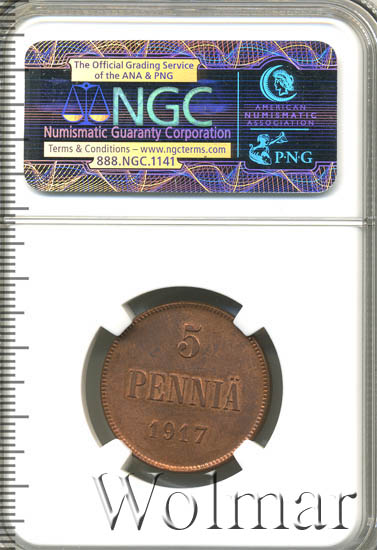 The Official Grading Service
of the ANA & PNG
NGC
Numismatic Guaranty Corporation
Terms & Conditions – www.ngcterms.com
888.NGC.1141
AMERICAN
NUMISMATIC
ASSOCIATION
P·N·G
5
PENNIÄ
1917
Wolmar